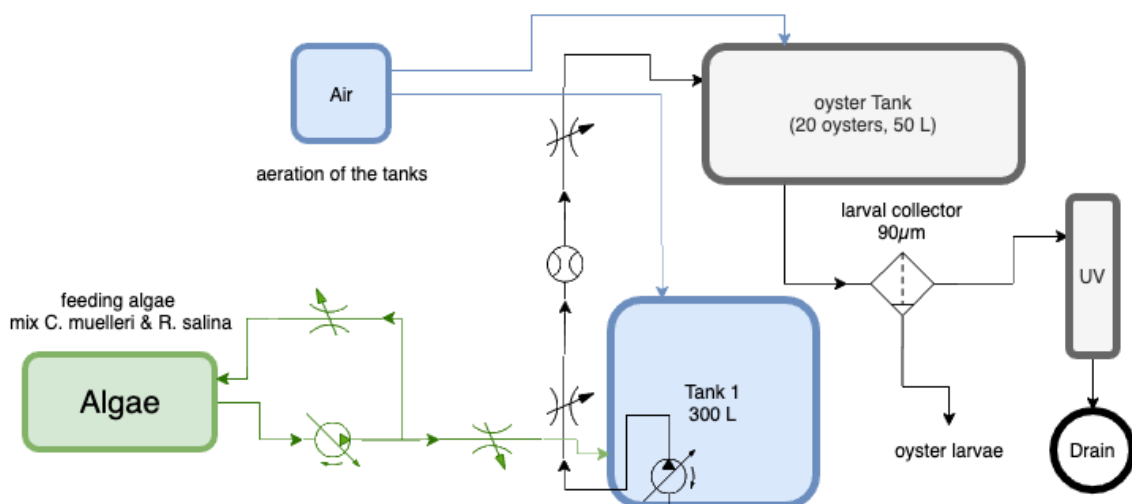 Air
aeration of the tanks
oyster Tank
(20 oysters, 50 L)
larval collector
90µm
UV
feeding algae
mix C. muelleri & R. salina
Algae
Tank 1
300 L
oyster larvae
Drain